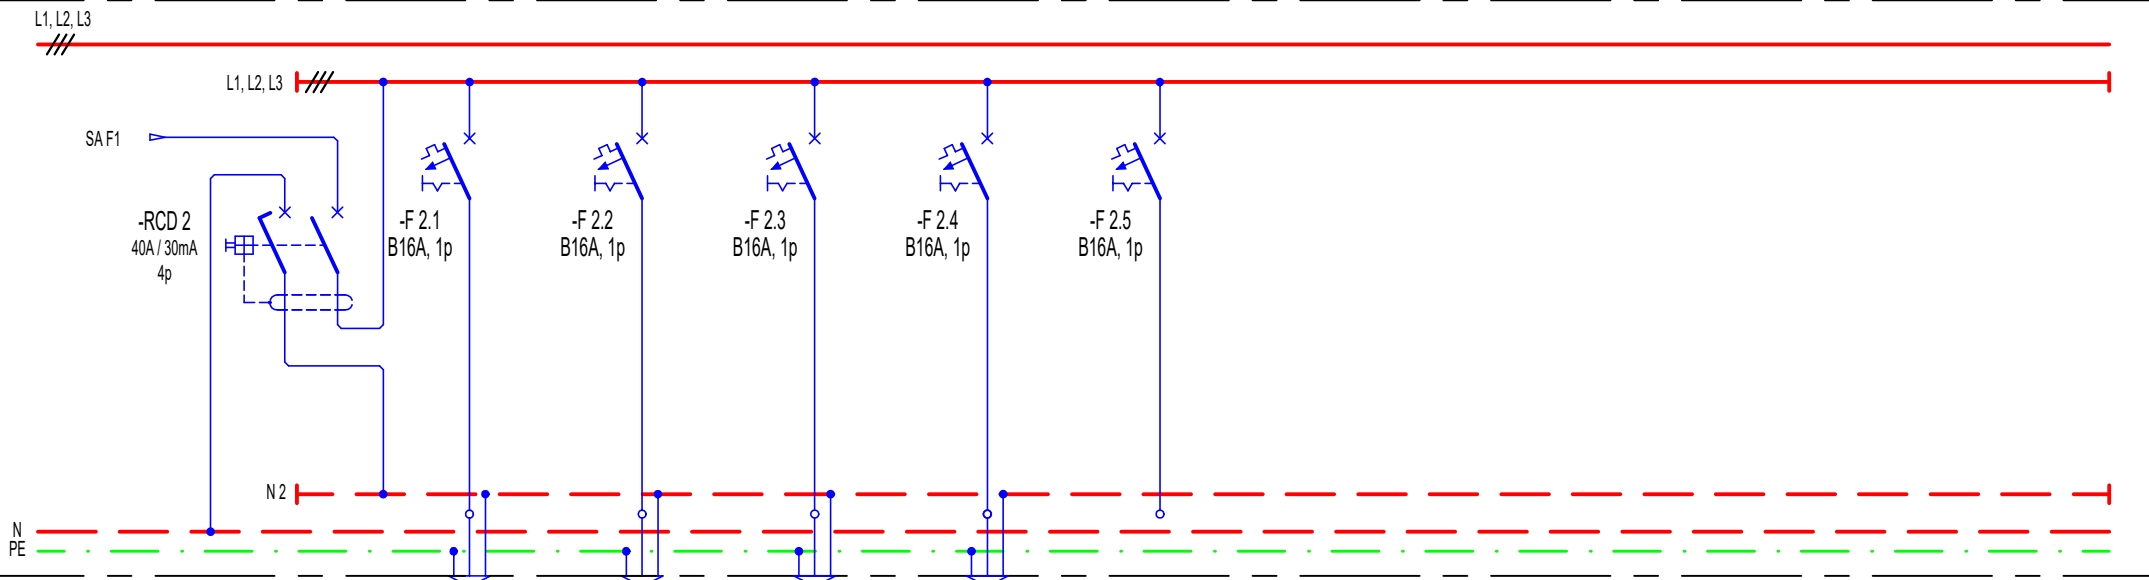 L1, L2, L3
L1, L2, L3
SA F1
-RCD 2
40A / 30mA
4p
-F 2.1
B16A, 1p
-F 2.2
B16A, 1p
-F 2.3
B16A, 1p
-F 2.4
B16A, 1p
-F 2.5
B16A, 1p
N 2
N
PE